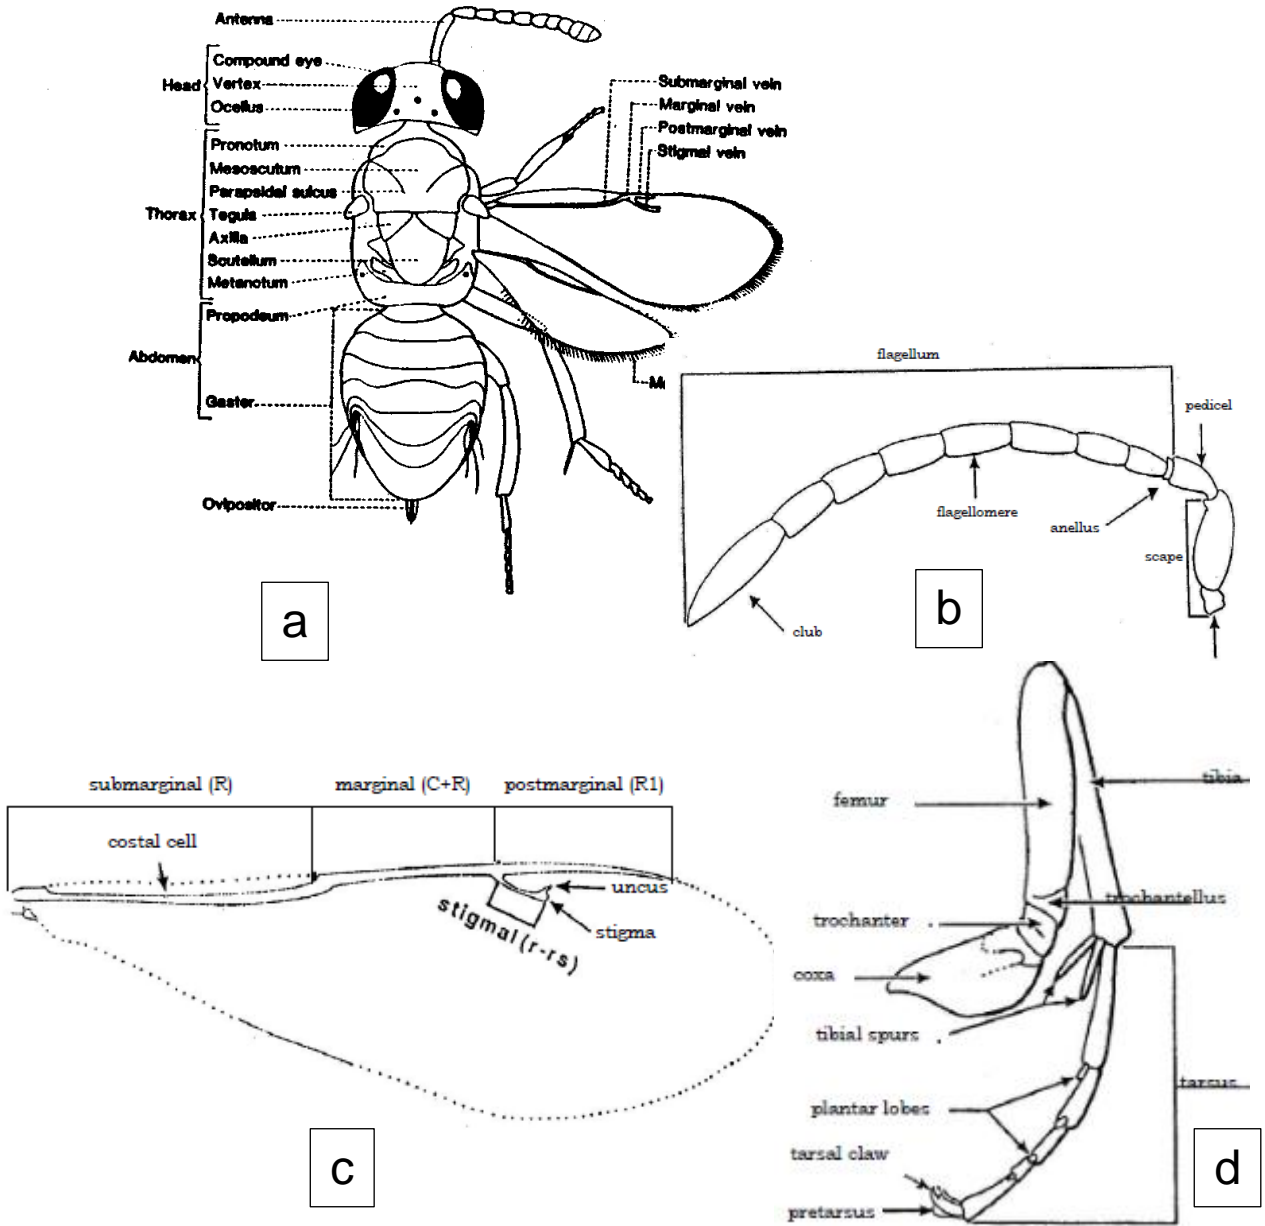 Antenna
Compound eye
Head
Vertex
Ocellus
Pronotum
Mesoscutum
Parapsidal sulcus
Thorax
Tegula
Axilla
Scutellum
Metanotum
Propodeum
Abdomen
Gaster
Ovipositor
Submarginal vein
Marginal vein
Postmarginal vein
Stigmal vein
a
flagellum
pedicel
flagellomere
anellus
scape
club
b
submarginal (R)
marginal (C+R)
postmarginal (R1)
costal cell
uncus
stigma
stigmal (r-rs)
c
tibia
femur
trochantellus
trochanter
coxa
tibial spurs
tarsus
plantar lobes
tarsal claw
pretarsus
d